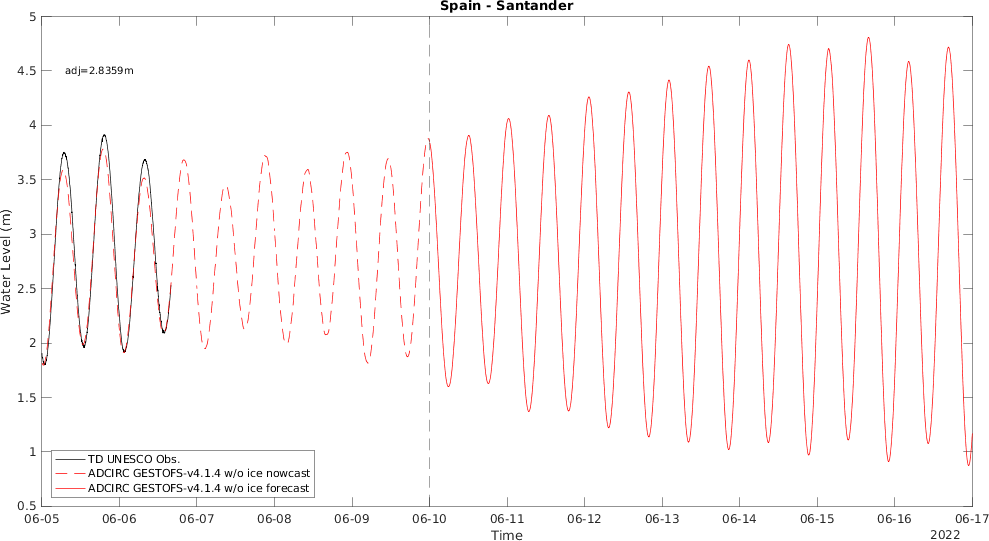 Spain - Santander
adj=2.8359m
Water Level (m)
5
4.5
4
3.5
3
2.5
2
1.5
1
0.5
TD UNESCO Obs.
ADCIRC GESTOFS-v4.1.4 w/o ice nowcast
ADCIRC GESTOFS-v4.1.4 w/o ice forecast
06-05 06-06 06-07 06-08 06-09 06-10 06-11 06-12 06-13 06-14 06-15 06-16 06-17
Time
2022